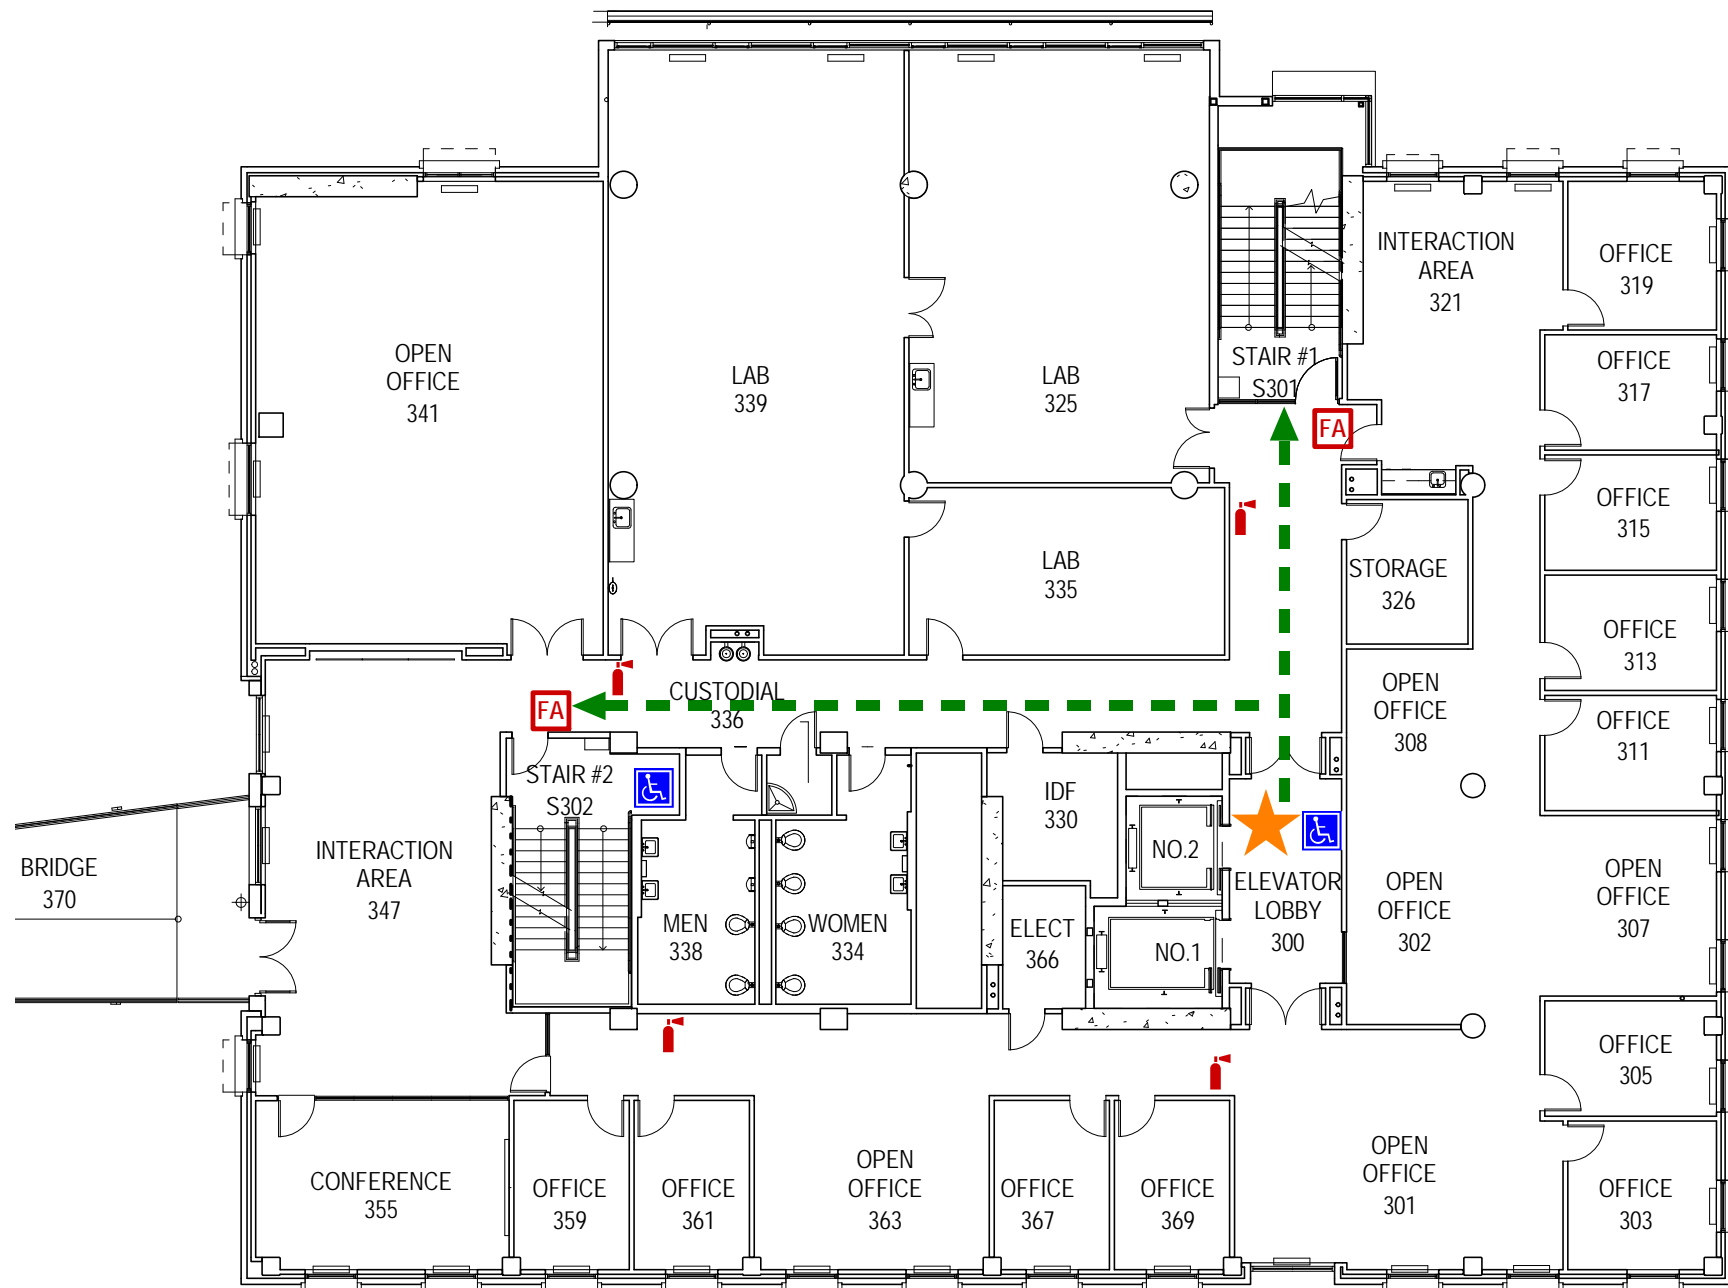 INTERACTION
AREA
321
OFFICE
319
STAIR #1
S301
OPEN
OFFICE
341
LAB
339
LAB
325
OFFICE
317
FA
OFFICE
315
LAB
335
STORAGE
326
OFFICE
313
CUSTODIAL
336
FA
OPEN
OFFICE
308
OFFICE
311
STAIR #2
S302
IDF
330
NO.2
INTERACTION
AREA
347
BRIDGE
370
ELEVATOR
LOBBY
300
OPEN
OFFICE
302
OPEN
OFFICE
307
MEN
338
WOMEN
334
ELECT
366
NO.1
OFFICE
305
CONFERENCE
355
OFFICE
359
OFFICE
361
OPEN
OFFICE
363
OFFICE
367
OFFICE
369
OPEN
OFFICE
301
OFFICE
303